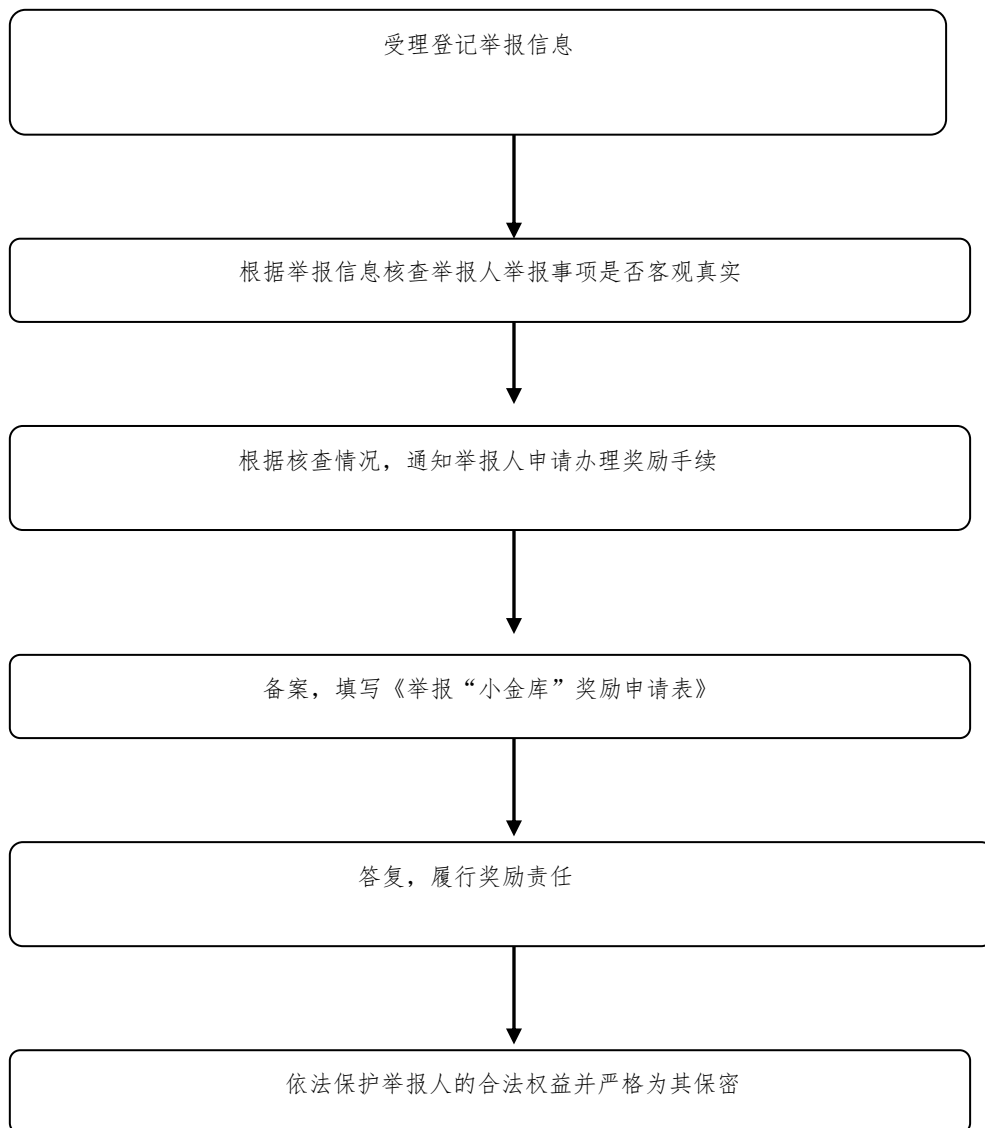 受理登记举报信息
根据举报信息核查举报人举报事项是否客观真实
根据核查情况，通知举报人申请办理奖励手续
备案，填写《举报“小金库”奖励申请表》
答复，履行奖励责任
依法保护举报人的合法权益并严格为其保密